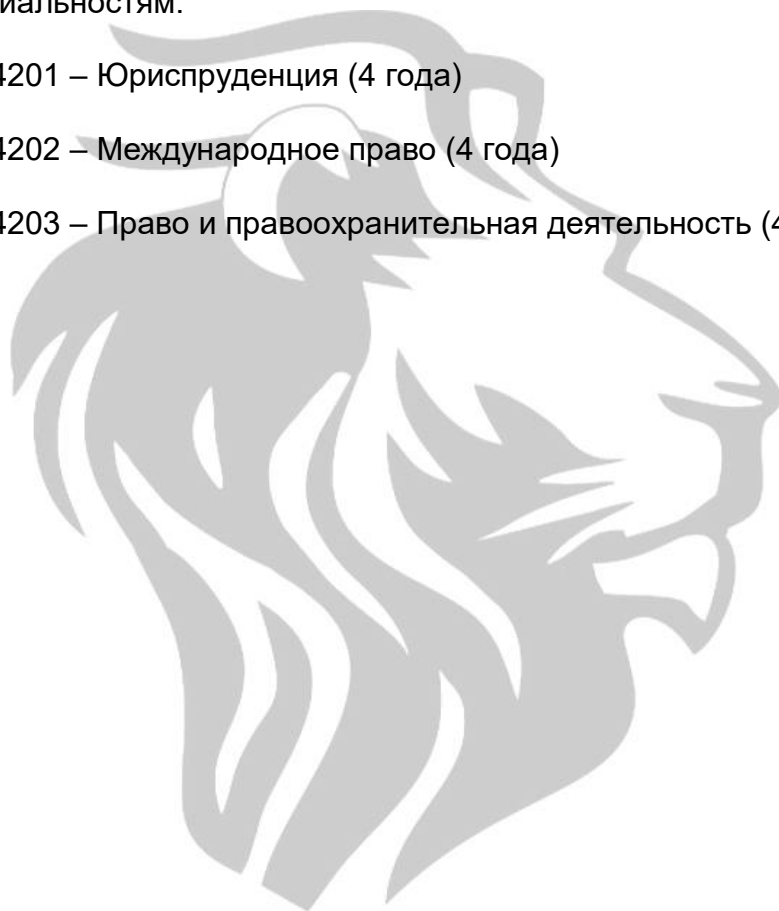 иальностям:
4201 – Юриспруденция (4 года)
4202 – Международное право (4 года)
4203 – Право и правоохранительная деятельность (4